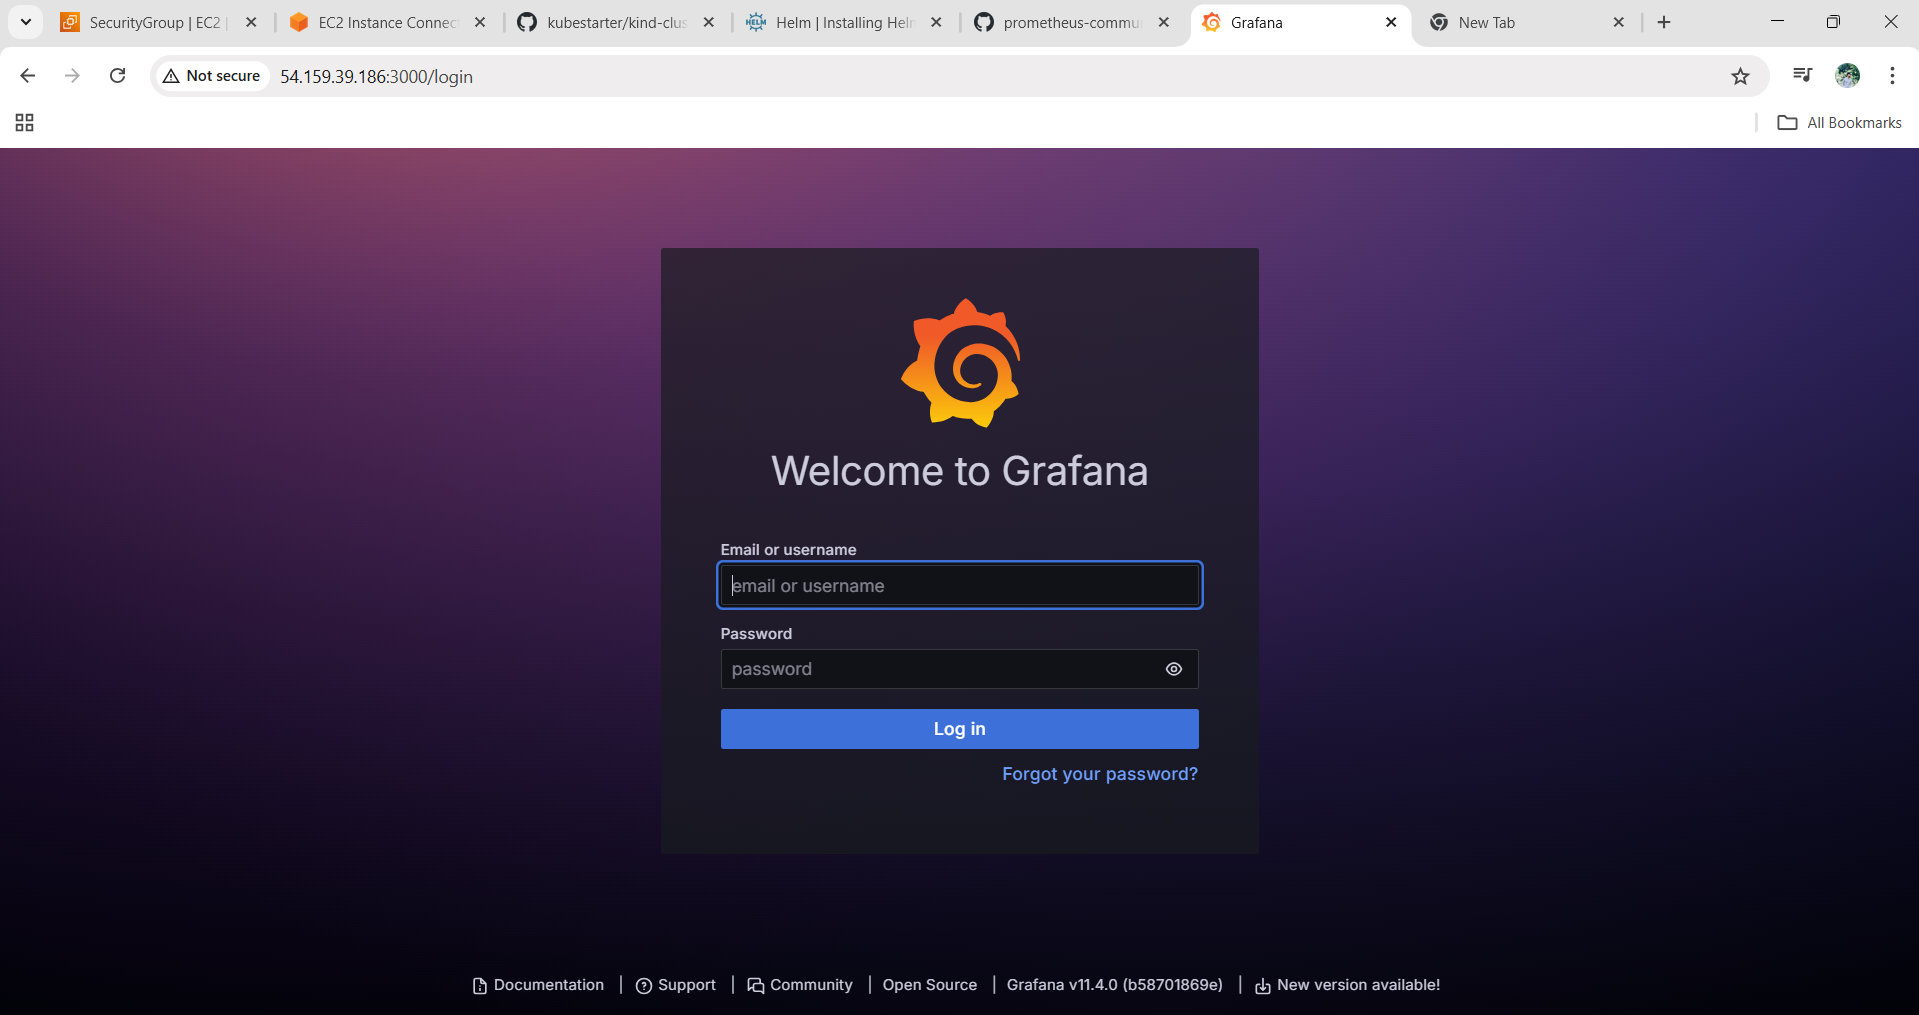 SecurityGroup | EC2 |
EC2 Instance Connec
kubestarter/kind-clus
Helm | Installing Helm
prometheus-commu
Grafana
New Tab
Not secure
54.159.39.186:3000/login
All Bookmarks
HELM
Welcome to Grafana
Email or username
email or username
Password
password
Log in
Forgot your password?
Documentation
Support
Community
Open Source
Grafana v11.4.0 (b58701869e)
New version available!